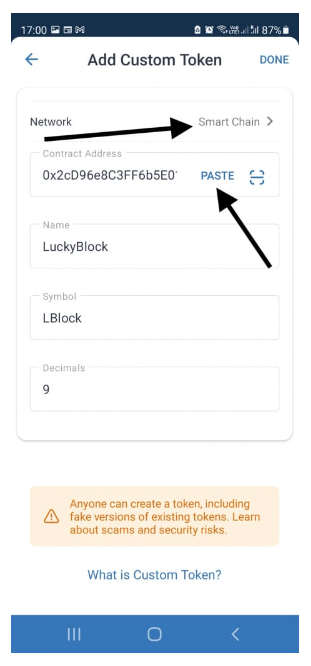 17:00 87%
Add Custom Token DONE
Network Smart Chain
Contract Address
0x2cD96e8C3FF6b5E0 PASTE
Name
LuckyBlock
Symbol
LBlock
Decimals
9
Anyone can create a token, including
fake versions of existing tokens. Learn
about scams and security risks.
What is Custom Token?